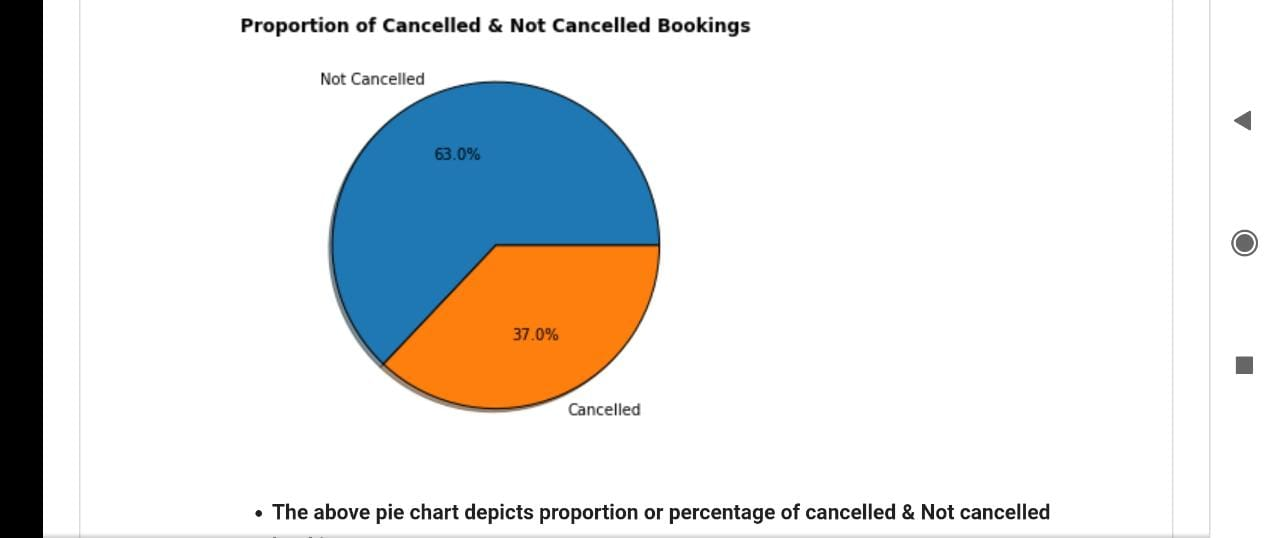 Proportion of Cancelled & Not Cancelled Bookings
Not Cancelled
63.0%
37.0%
Cancelled
• The above pie chart depicts proportion or percentage of cancelled & Not cancelled